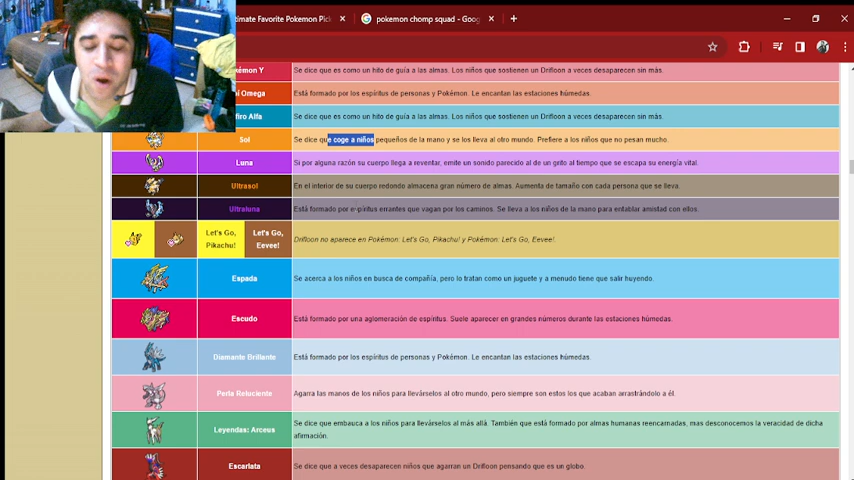 timate Favorite Pokemon Pick
pokemon chomp squad - Goog
kémon Y
Se dice que es como un hito de guía a las almas. Los niños que sostienen un Drifloon a veces desaparecen sin más.
Omega
Está formado por los espíritus de personas y Pokémon. Le encantan las estaciones húmedas.
firo Alfa
Se dice que es como un hito de guía a las almas. Los niños que sostienen un Drifloon a veces desaparecen sin más.
Sol
Se dice que coge a niños pequeños de la mano y se los lleva al otro mundo. Prefiere a los niños que no pesan mucho.
Luna
Si por alguna razón su cuerpo llega a reventar, emite un sonido parecido al de un grito al tiempo que se escapa su energía vital.
Ultrasol
En el interior de su cuerpo redondo almacena gran número de almas. Aumenta de tamaño con cada persona que se lleva.
Ultraluna
Está formado por espíritus errantes que vagan por los caminos. Se lleva a los niños de la mano para entablar amistad con ellos.
Let's Go, Pikachu!
Let's Go, Eevee!
Drifloon no aparece en Pokémon: Let's Go, Pikachu! y Pokémon: Let's Go, Eevee!.
Espada
Se acerca a los niños en busca de compañía, pero lo tratan como un juguete y a menudo tiene que salir huyendo.
Escudo
Está formado por una aglomeración de espíritus. Suele aparecer en grandes números durante las estaciones húmedas.
Diamante Brillante
Está formado por los espíritus de personas y Pokémon. Le encantan las estaciones húmedas.
Perla Reluciente
Agarra las manos de los niños para llevárselos al otro mundo, pero siempre son estos los que acaban arrastrándolo a él.
Leyendas: Arceus
Se dice que embauca a los niños para llevárselos al más allá. También que está formado por almas humanas reencarnadas, mas desconocemos la veracidad de dicha
afirmación.
Escarlata
Se dice que a veces desaparecen niños que agarran un Drifloon pensando que es un globo.